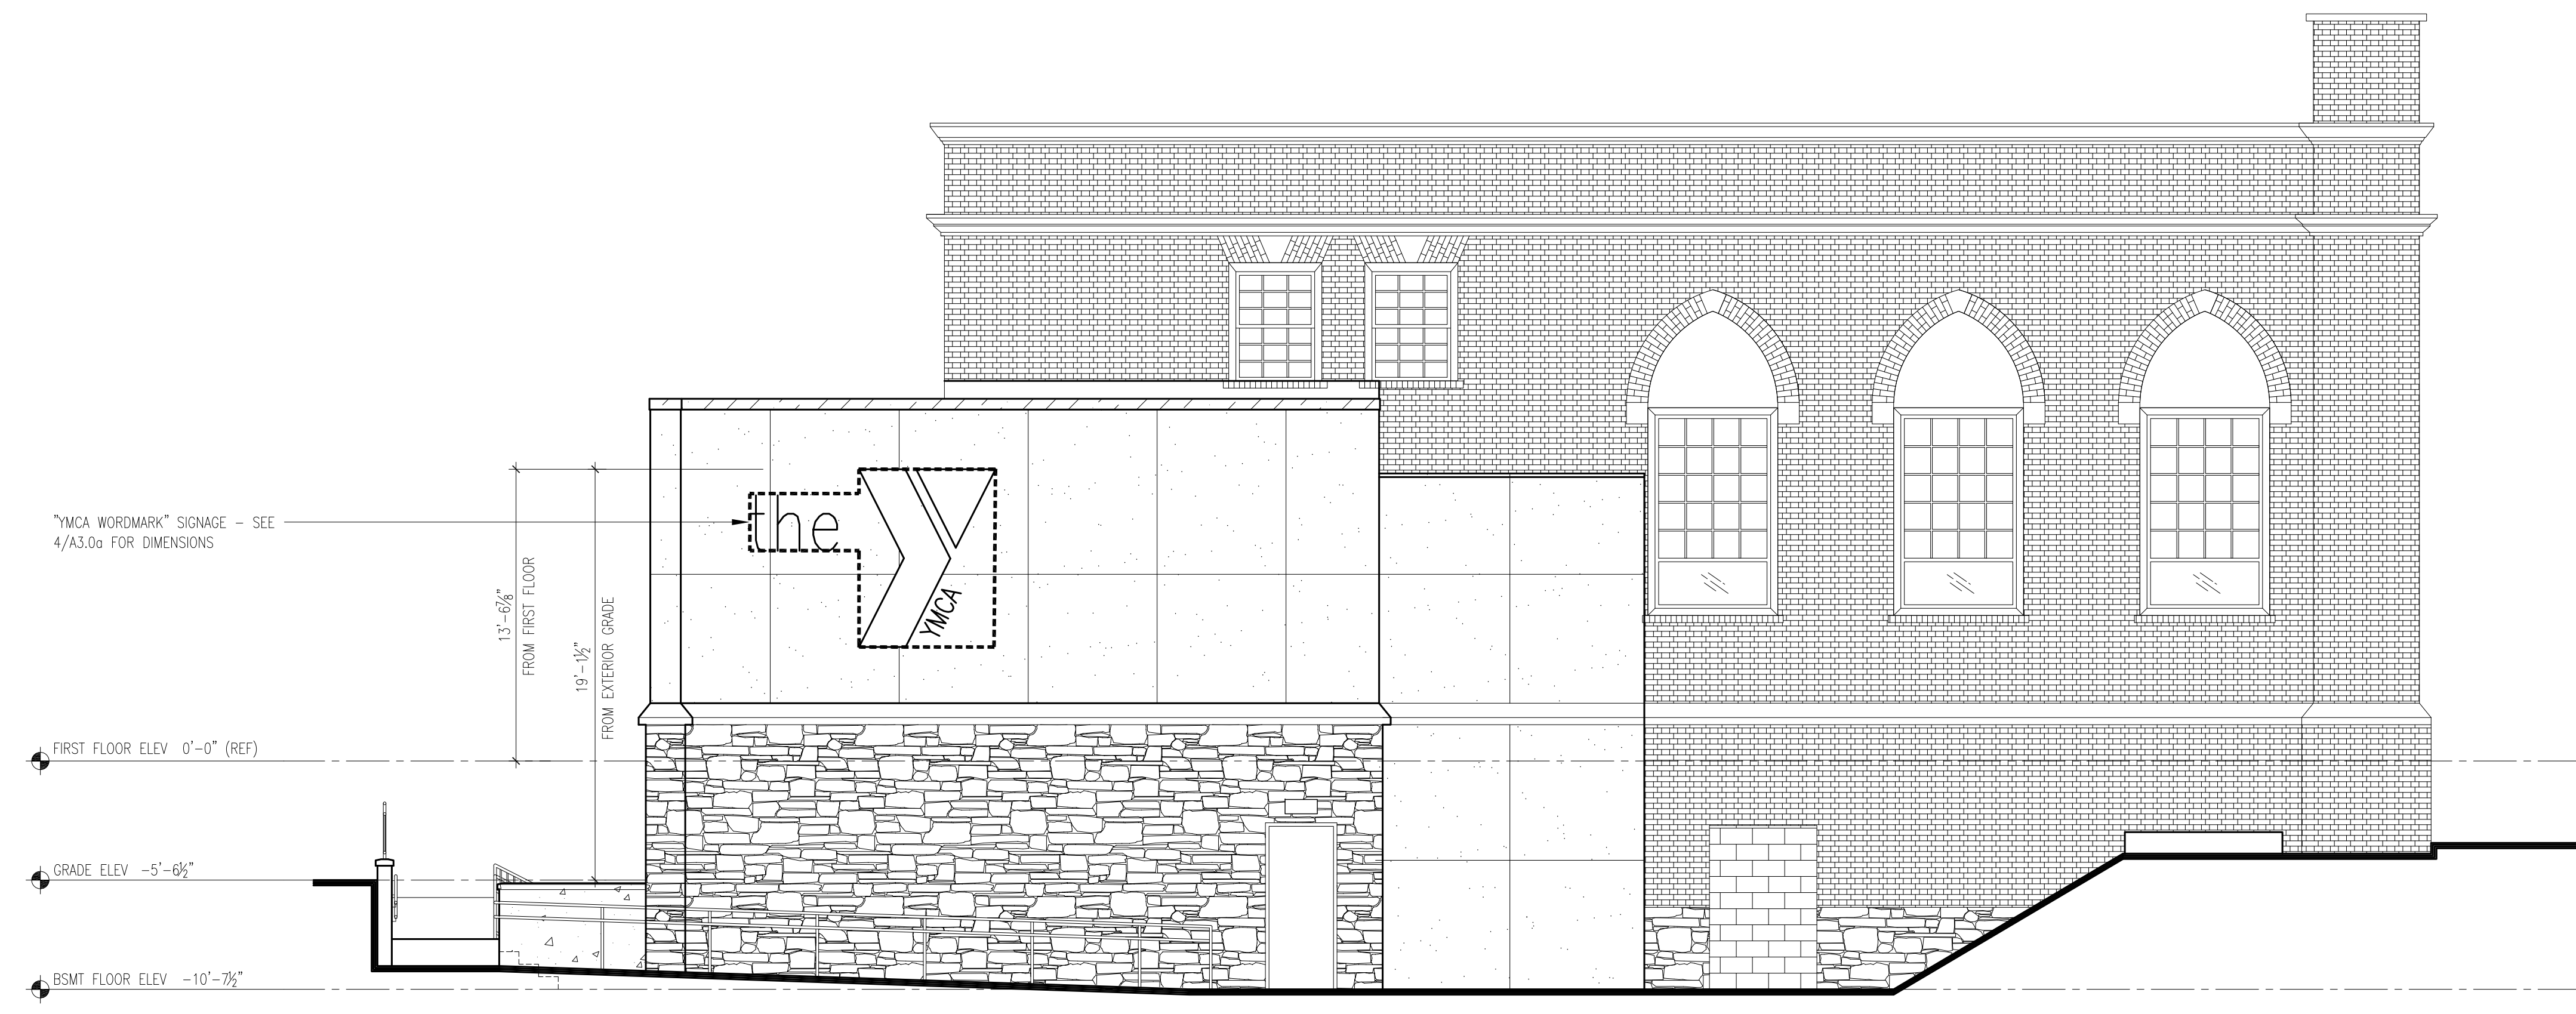 "YMCA WORDMARK" SIGNAGE – SEE
4/A3.0a FOR DIMENSIONS
the
YMCA
13'-6⅞"
FROM FIRST FLOOR
19'-1½"
FROM EXTERIOR GRADE
FIRST FLOOR ELEV 0'-0" (REF)
GRADE ELEV -5'-6½"
BSMT FLOOR ELEV -10'-7½"